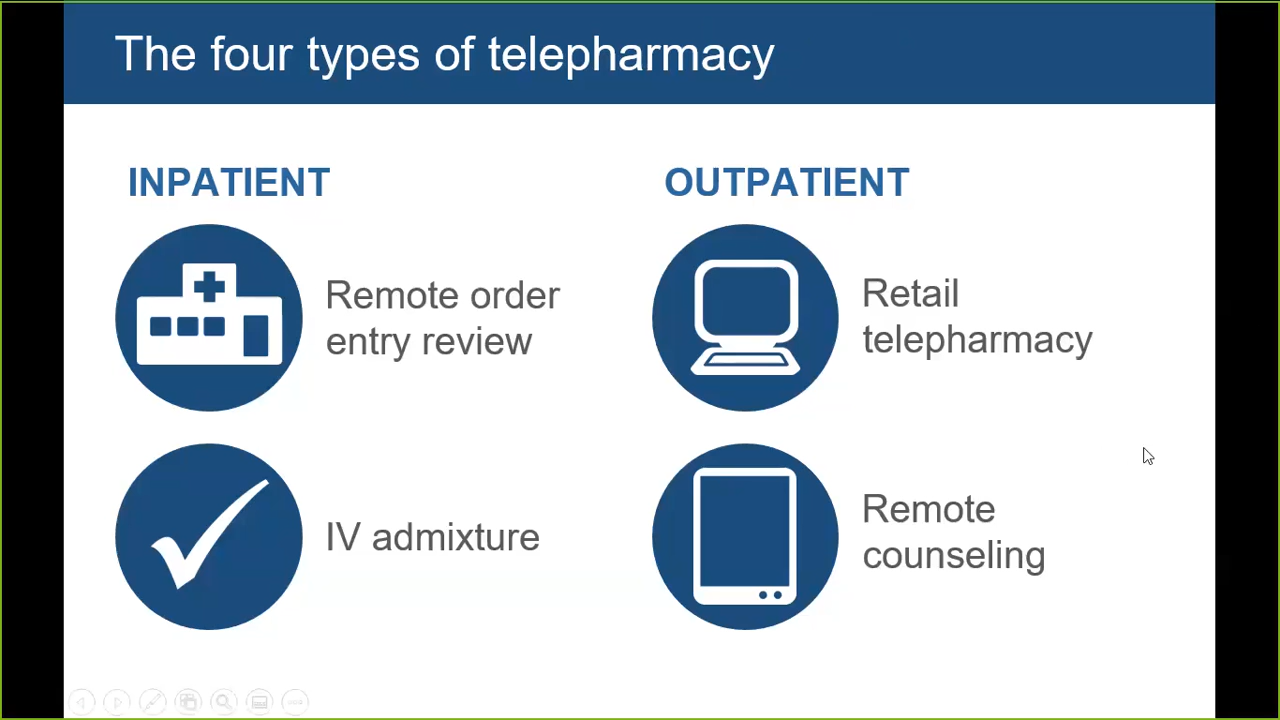 The four types of telepharmacy
INPATIENT
Remote order
entry review
IV admixture
OUTPATIENT
Retail
telepharmacy
Remote
counseling